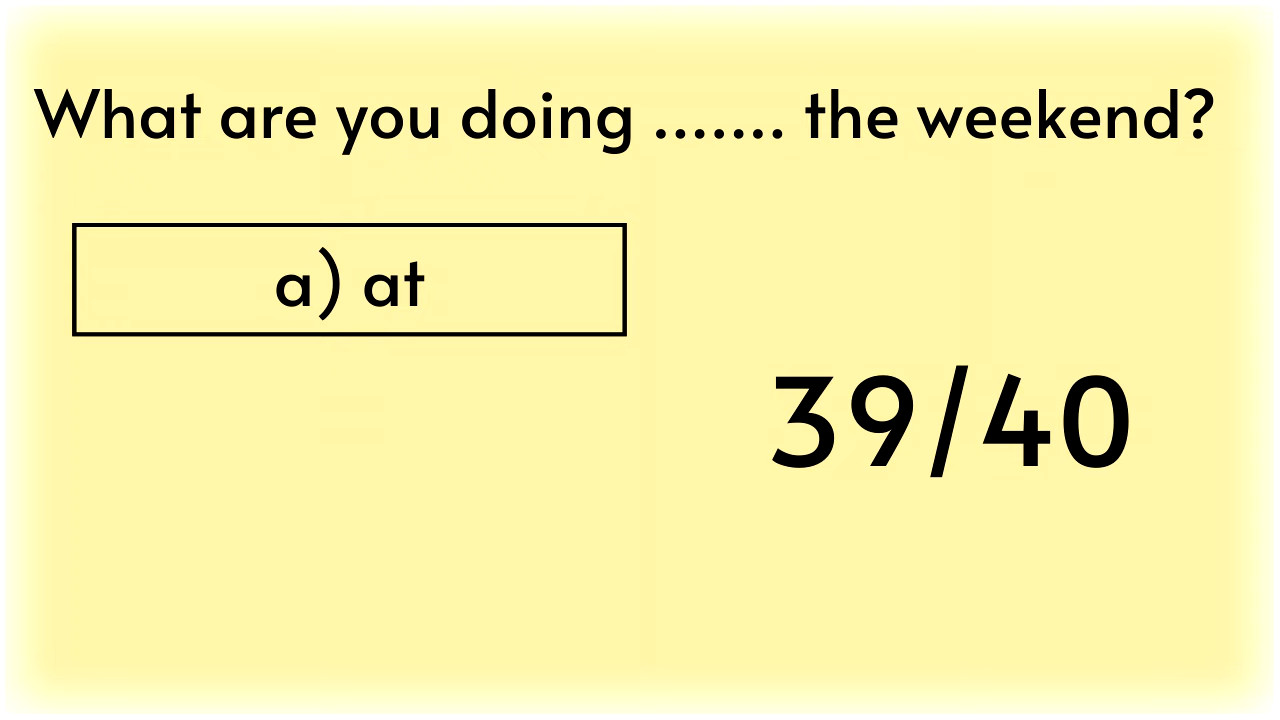 What are you doing ....... the weekend?
a) at
39/40